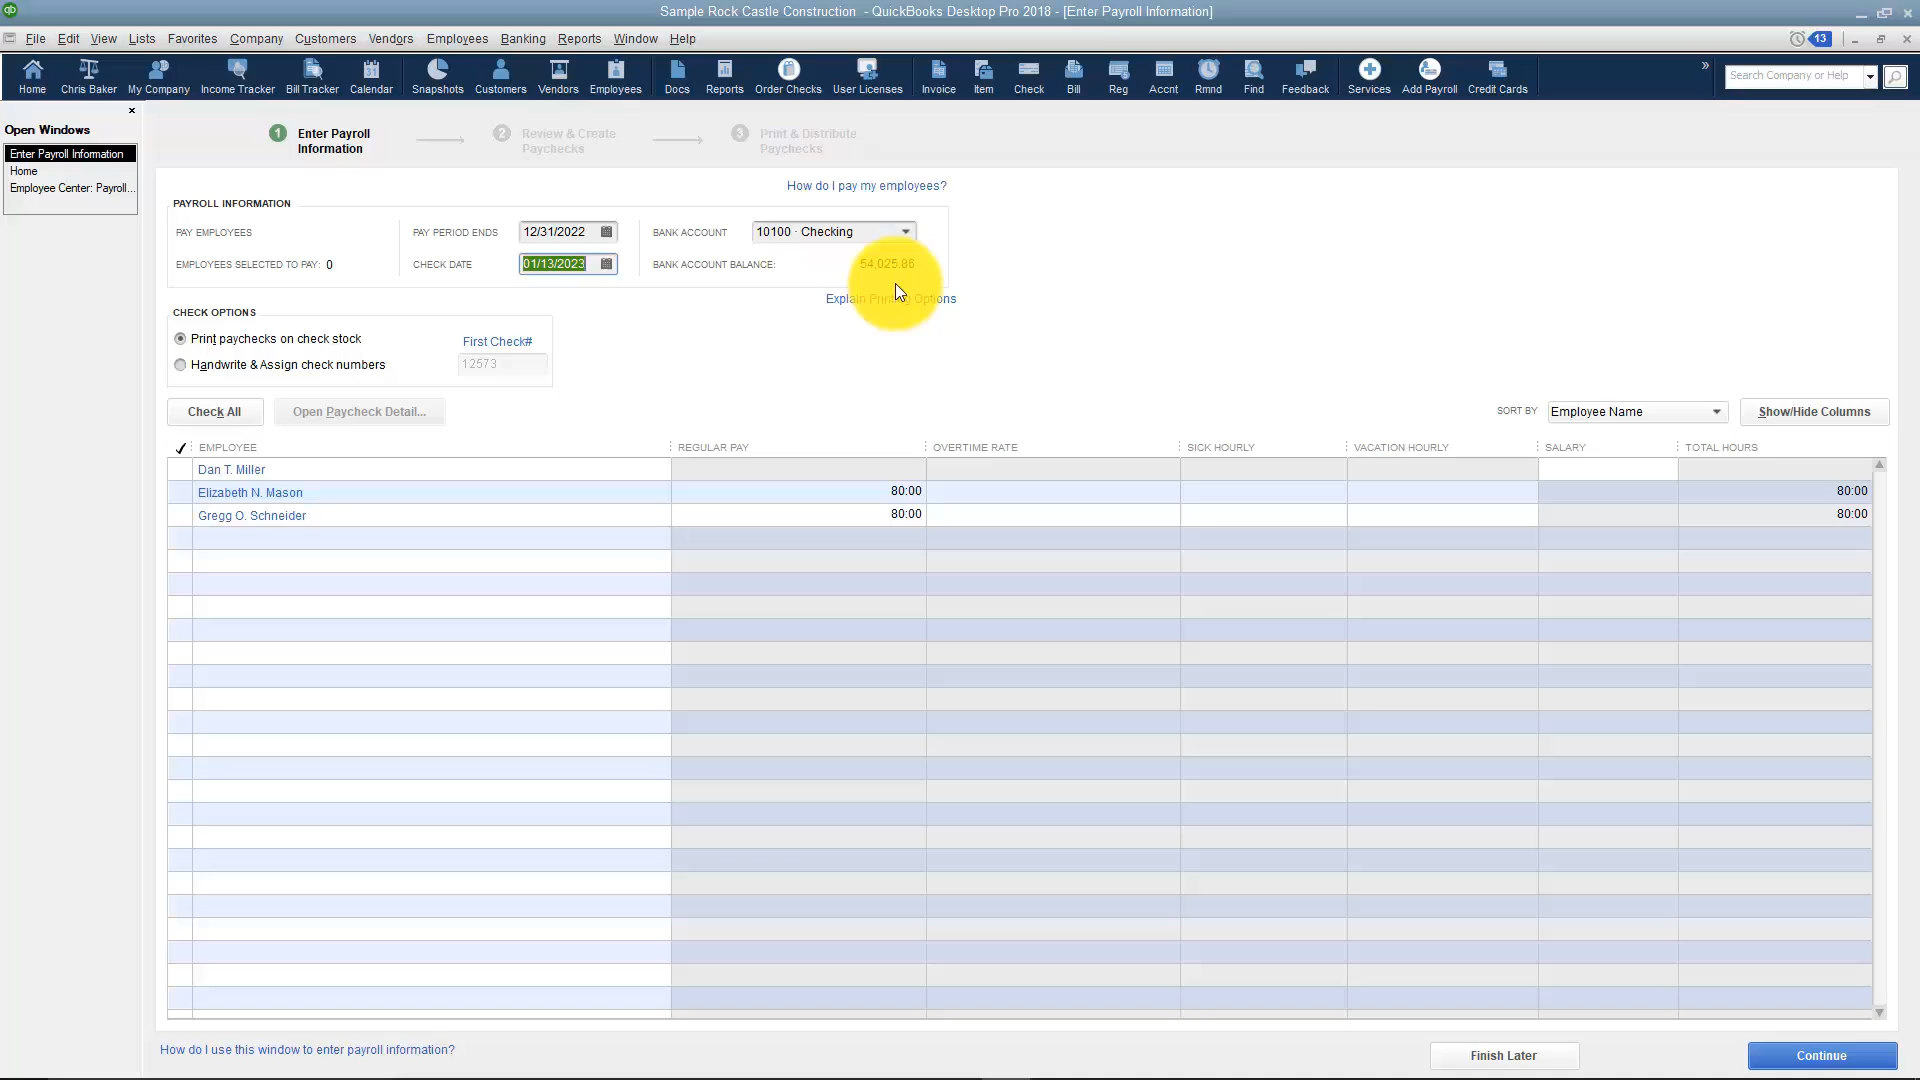 Sample Rock Castle Construction - QuickBooks Desktop Pro 2018 - [Enter Payroll Information]
File Edit View Lists Favorites Company Customers Vendors Employees Banking Reports Window Help
13
Home Chris Baker My Company Income Tracker Bill Tracker Calendar Snapshots Customers Vendors Employees Docs Reports Order Checks User Licenses Invoice Item Check Bill Reg Accnt Rmnd Find Feedback Services Add Payroll Credit Cards
Search Company or Help
Open Windows
Enter Payroll Information
Home
Employee Center: Payroll...
1 Enter Payroll Information
2 Review & Create Paychecks
3 Print & Distribute Paychecks
How do I pay my employees?
PAYROLL INFORMATION
PAY EMPLOYEES PAY PERIOD ENDS 12/31/2022 BANK ACCOUNT 10100 · Checking
EMPLOYEES SELECTED TO PAY: 0 CHECK DATE 01/13/2023 BANK ACCOUNT BALANCE: 54,025.86
Explain Printing Options
CHECK OPTIONS
Print paychecks on check stock First Check#
Handwrite & Assign check numbers 12573
Check All Open Paycheck Detail... SORT BY Employee Name Show/Hide Columns
EMPLOYEE REGULAR PAY OVERTIME RATE SICK HOURLY VACATION HOURLY SALARY TOTAL HOURS
Dan T. Miller
Elizabeth N. Mason 80:00 80:00
Gregg O. Schneider 80:00 80:00
How do I use this window to enter payroll information? Finish Later Continue